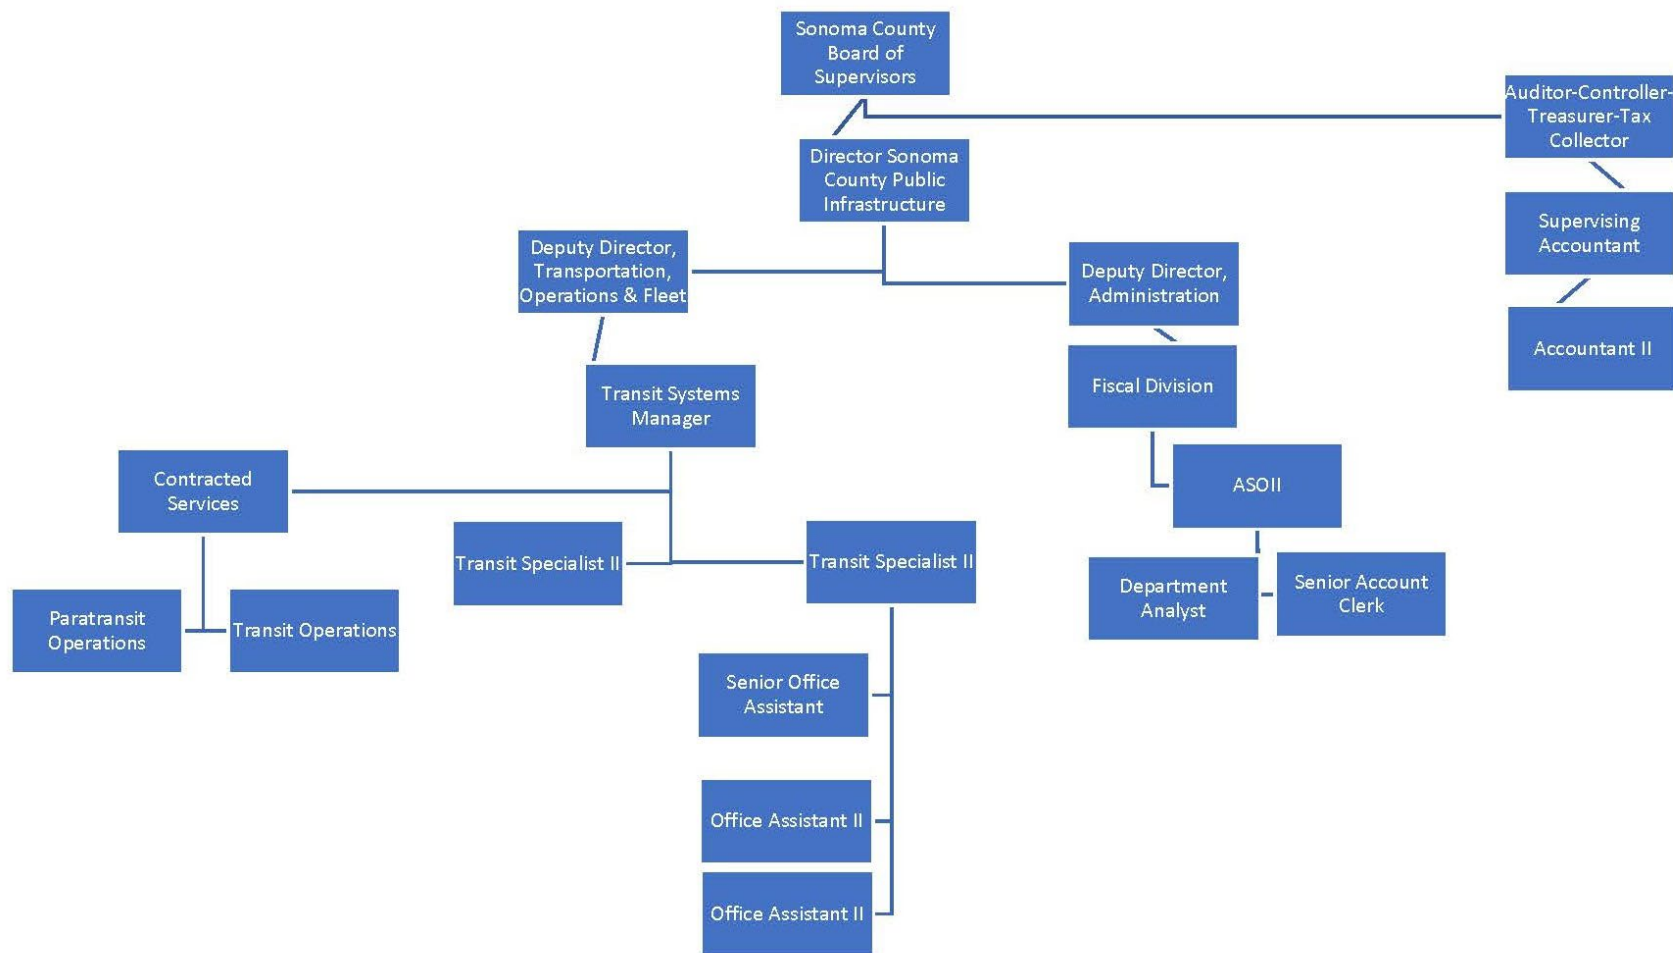 Sonoma County
Board of
Supervisors
Auditor-Controller-
Treasurer-Tax
Collector
Director Sonoma
County Public
Infrastructure
Supervising
Accountant
Deputy Director,
Transportation,
Operations & Fleet
Deputy Director,
Administration
Accountant II
Fiscal Division
Transit Systems
Manager
Contracted
Services
ASOII
Transit Specialist II
Transit Specialist II
Department
Analyst
Senior Account
Clerk
Paratransit
Operations
Transit Operations
Senior Office
Assistant
Office Assistant II
Office Assistant II